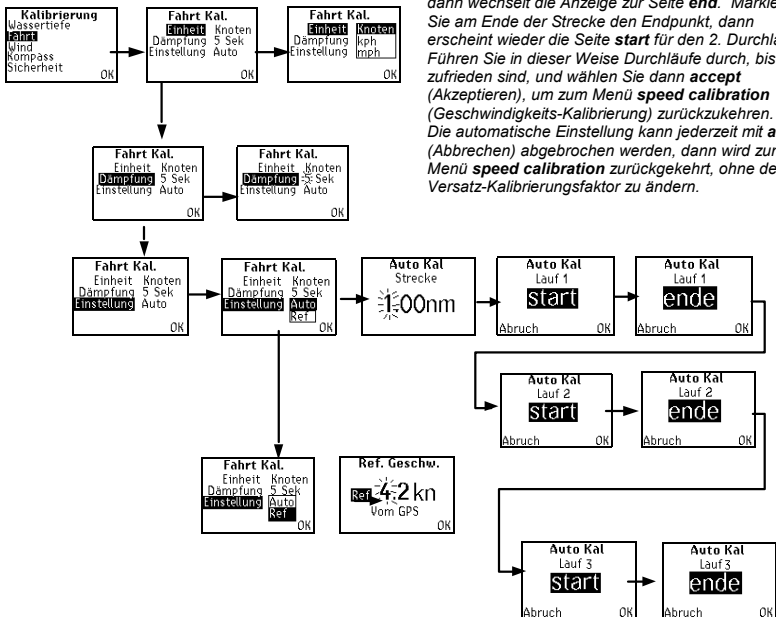 Kalibrierung
Wassertiefe
Fahrt
Wind
Kompass
Sicherheit
OK
Fahrt Kal.
Einheit Knoten
Dämpfung 5 Sek
Einstellung Auto
OK
Fahrt Kal.
Einheit Knoten
Dämpfung kph
Einstellung mph
OK
dann wechselt die Anzeige zur Seite end. Markie
Sie am Ende der Strecke den Endpunkt, dann
erscheint wieder die Seite start für den 2. Durchla
Führen Sie in dieser Weise Durchläufe durch, bis
zufrieden sind, und wählen Sie dann accept
(Akzeptieren), um zum Menü speed calibration
(Geschwindigkeits-Kalibrierung) zurückzukehren.
Die automatische Einstellung kann jederzeit mit a
(Abbrechen) abgebrochen werden, dann wird zur
Menü speed calibration zurückgekehrt, ohne de
Versatz-Kalibrierungsfaktor zu ändern.
Fahrt Kal.
Einheit Knoten
Dämpfung 5 Sek
Einstellung Auto
OK
Fahrt Kal.
Einheit Knoten
Dämpfung 5 Sek
Einstellung Auto
OK
Fahrt Kal.
Einheit Knoten
Dämpfung 5 Sek
Einstellung Auto
OK
Fahrt Kal.
Einheit Knoten
Dämpfung 5 Sek
Einstellung Auto
Ref
OK
Auto Kal
Strecke
1.00nm
OK
Auto Kal
Lauf 1
start
Abruch OK
Auto Kal
Lauf 1
ende
Abruch OK
Auto Kal
Lauf 2
start
Abruch OK
Auto Kal
Lauf 2
ende
Abruch OK
Fahrt Kal.
Einheit Knoten
Dämpfung 5 Sek
Einstellung Auto
Ref
OK
Ref. Geschw.
Ref 4.2 kn
Vom GPS
OK
Auto Kal
Lauf 3
start
Abruch OK
Auto Kal
Lauf 3
ende
Abruch OK